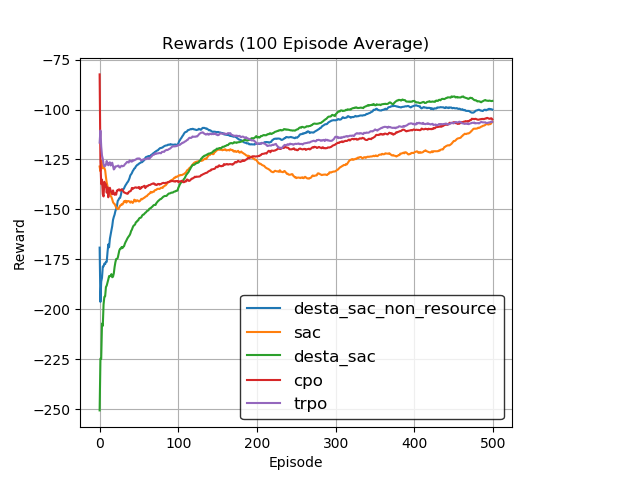 Rewards (100 Episode Average)
−75
−100
−125
−150
−175
−200
−225
−250
Reward
0 100 200 300 400 500
Episode
desta_sac_non_resource
sac
desta_sac
cpo
trpo